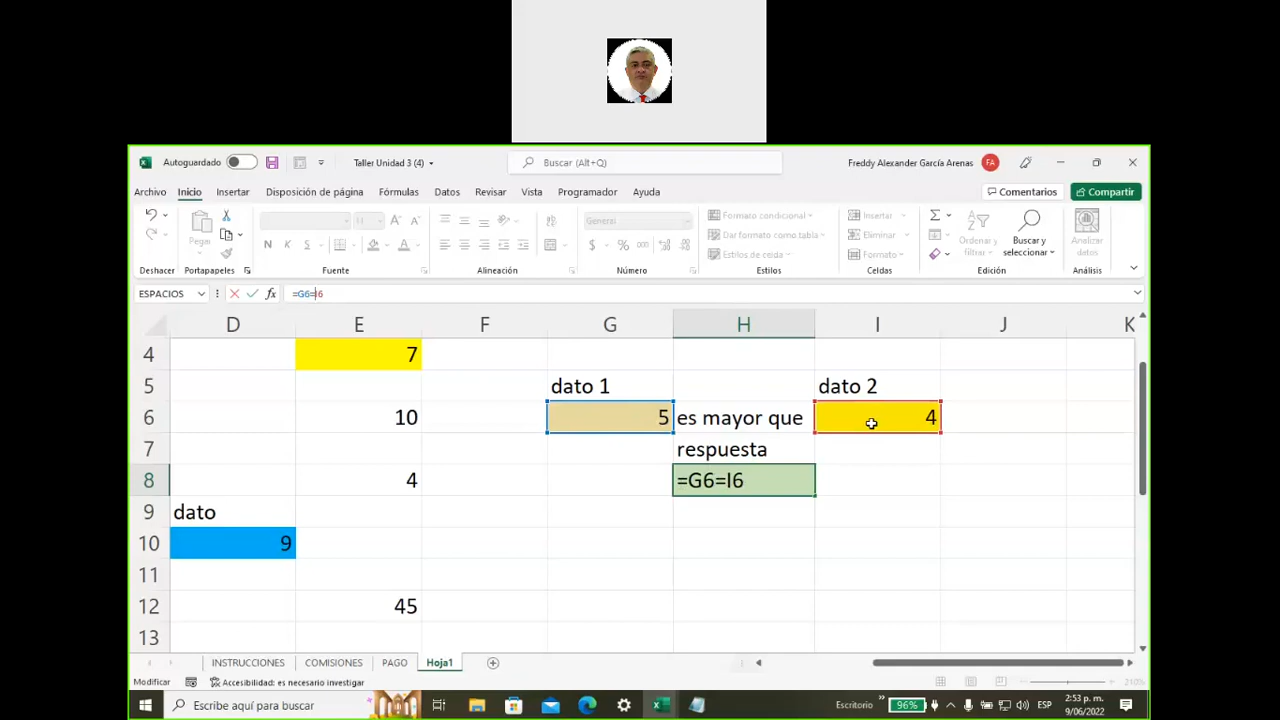 Autoguardado
Taller Unidad 3 (4)
Buscar (Alt+Q)
Freddy Alexander García Arenas
FA
Archivo Inicio Insertar Disposición de página Fórmulas Datos Revisar Vista Programador Ayuda
Comentarios Compartir
Pegar
General
N K S
Formato condicional
Dar formato como tabla
Estilos de celda
Insertar
Eliminar
Formato
Ordenar y filtrar
Buscar y seleccionar
Analizar datos
Deshacer Portapapeles Fuente Alineación Número Estilos Celdas Edición Análisis
ESPACIOS fx =G6=I6
D E F G H I J K
4 7
5 dato 1 dato 2
6 10 5 es mayor que 4
7 respuesta
8 4 =G6=I6
9 dato
10 9
11
12 45
13
INSTRUCCIONES COMISIONES PAGO Hoja1
Modificar Accesibilidad: es necesario investigar 210%
Escribe aquí para buscar
Escritorio 96% ESP 2:53 p. m.
9/06/2022